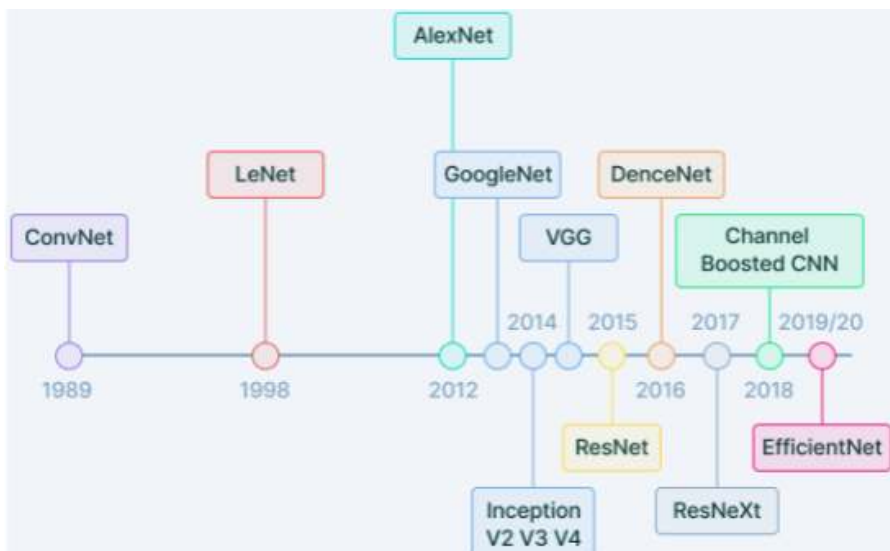 AlexNet
LeNet
GoogleNet
DenceNet
ConvNet
VGG
Channel
Boosted CNN
2014
2015
2017
2019/20
1989
1998
2012
2016
2018
ResNet
EfficientNet
Inception
V2 V3 V4
ResNeXt